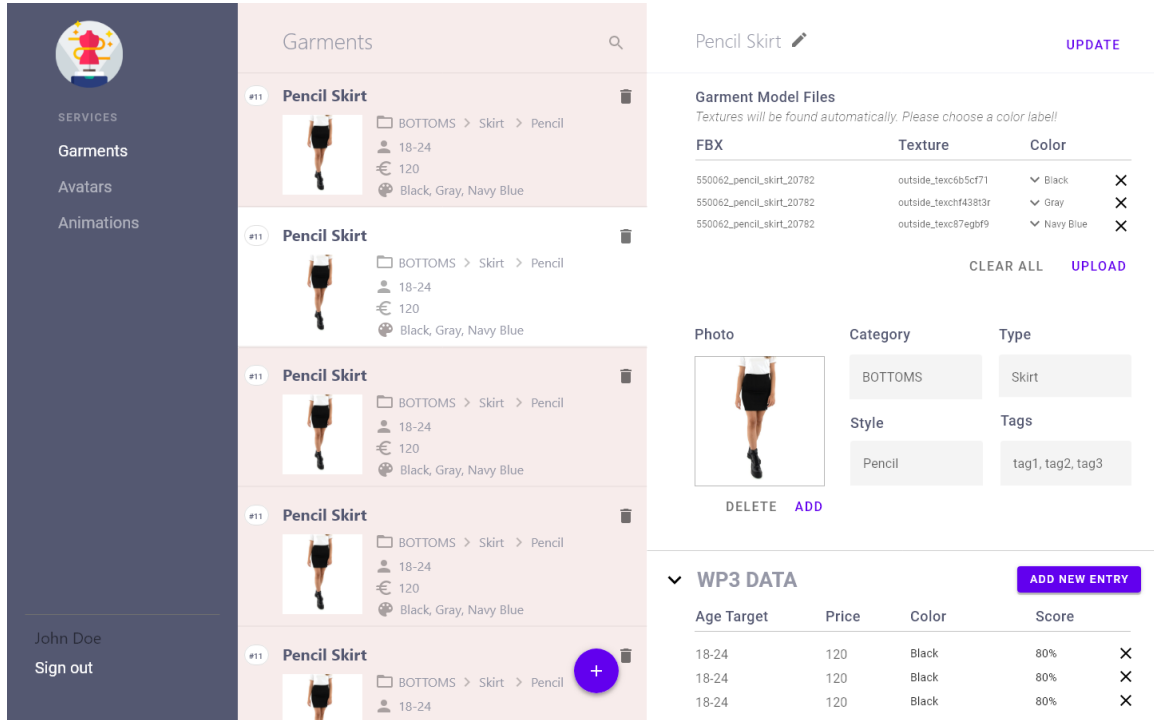 SERVICES
Garments
Avatars
Animations
John Doe
Sign out
Garments
#11 Pencil Skirt
BOTTOMS > Skirt > Pencil
18-24
€ 120
Black, Gray, Navy Blue
#11 Pencil Skirt
BOTTOMS > Skirt > Pencil
18-24
€ 120
Black, Gray, Navy Blue
#11 Pencil Skirt
BOTTOMS > Skirt > Pencil
18-24
€ 120
Black, Gray, Navy Blue
#11 Pencil Skirt
BOTTOMS > Skirt > Pencil
18-24
€ 120
Black, Gray, Navy Blue
#11 Pencil Skirt
BOTTOMS > Skirt > Pencil
18-24
+
Pencil Skirt
UPDATE
Garment Model Files
Textures will be found automatically. Please choose a color label!
FBX Texture Color
550062_pencil_skirt_20782 outside_texc6b5cf71 Black
550062_pencil_skirt_20782 outside_texchf438t3r Gray
550062_pencil_skirt_20782 outside_texc87egbf9 Navy Blue
CLEAR ALL UPLOAD
Photo Category Type
BOTTOMS Skirt
Style Tags
Pencil tag1, tag2, tag3
DELETE ADD
WP3 DATA ADD NEW ENTRY
Age Target Price Color Score
18-24 120 Black 80%
18-24 120 Black 80%
18-24 120 Black 80%